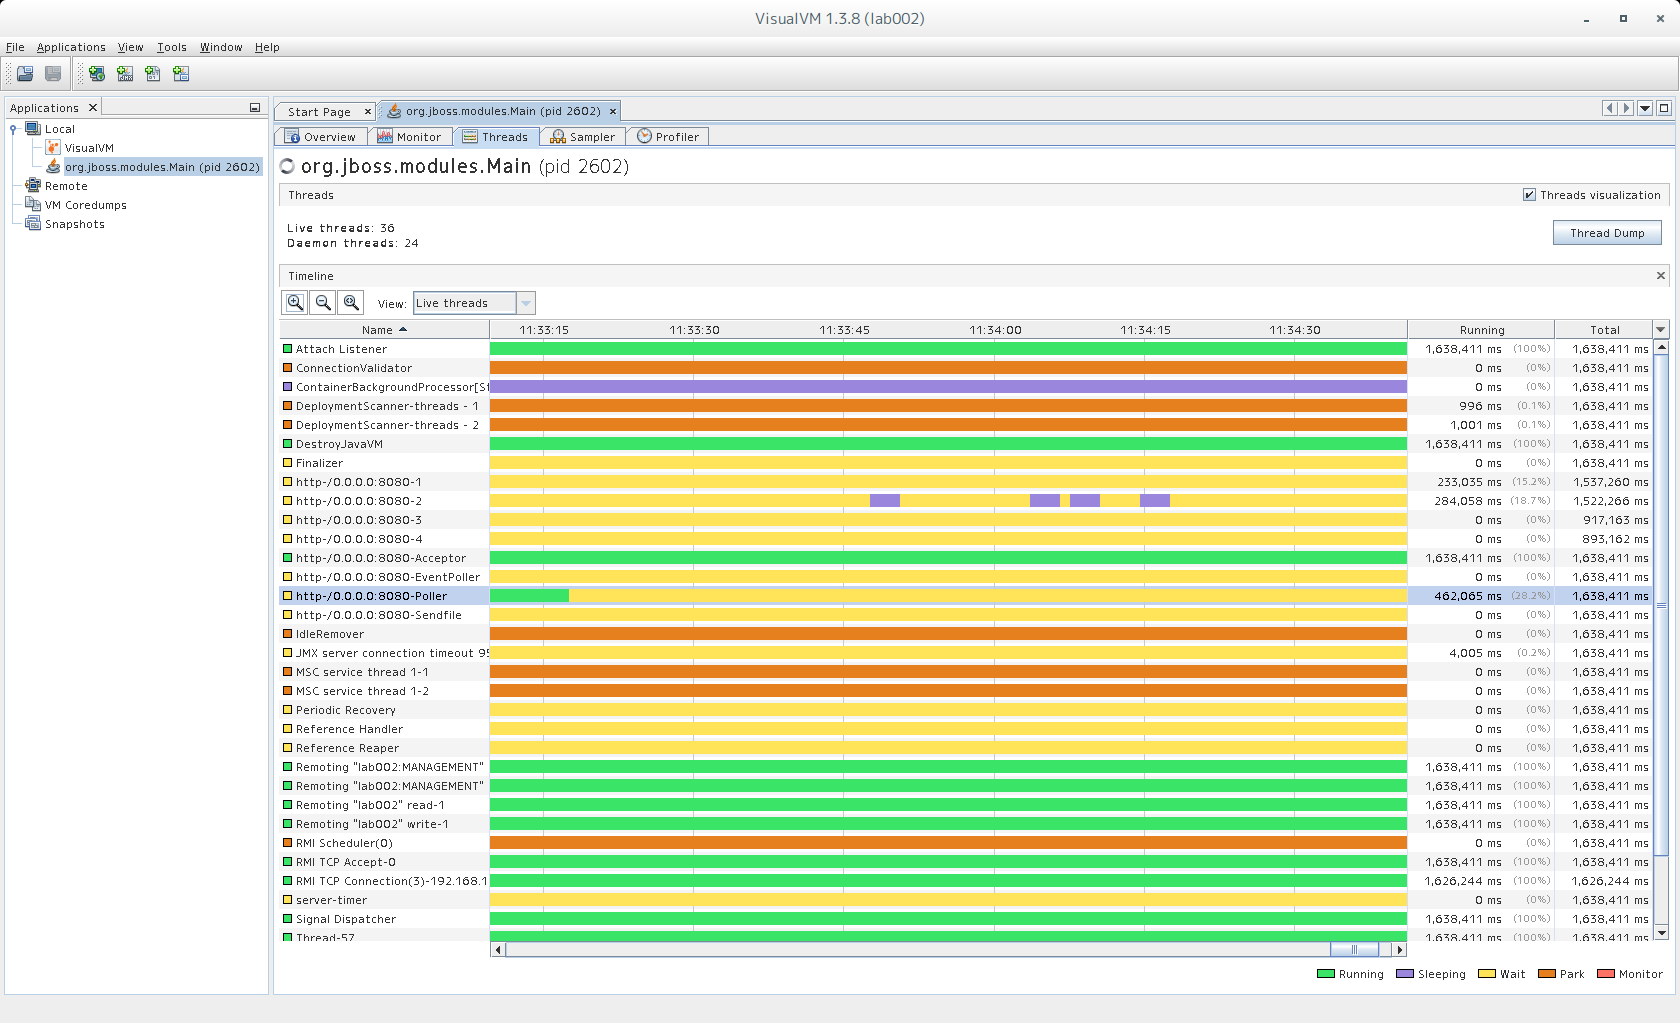 VisualVM 1.3.8 (lab002)
File Applications View Tools Window Help
Applications
Local
VisualVM
org.jboss.modules.Main (pid 2602)
Remote
VM Coredumps
Snapshots
Start Page
org.jboss.modules.Main (pid 2602)
Overview Monitor Threads Sampler Profiler
org.jboss.modules.Main (pid 2602)
Threads Threads visualization
Live threads: 36
Daemon threads: 24
Thread Dump
Timeline
View: Live threads
Name 11:33:15 11:33:30 11:33:45 11:34:00 11:34:15 11:34:30 Running Total
Attach Listener 1,638,411 ms (100%) 1,638,411 ms
ConnectionValidator 0 ms (0%) 1,638,411 ms
ContainerBackgroundProcessor[St 0 ms (0%) 1,638,411 ms
DeploymentScanner-threads - 1 996 ms (0.1%) 1,638,411 ms
DeploymentScanner-threads - 2 1,001 ms (0.1%) 1,638,411 ms
DestroyJavaVM 1,638,411 ms (100%) 1,638,411 ms
Finalizer 0 ms (0%) 1,638,411 ms
http-/0.0.0.0:8080-1 233,035 ms (15.2%) 1,537,260 ms
http-/0.0.0.0:8080-2 284,058 ms (18.7%) 1,522,266 ms
http-/0.0.0.0:8080-3 0 ms (0%) 917,163 ms
http-/0.0.0.0:8080-4 0 ms (0%) 893,162 ms
http-/0.0.0.0:8080-Acceptor 1,638,411 ms (100%) 1,638,411 ms
http-/0.0.0.0:8080-EventPoller 0 ms (0%) 1,638,411 ms
http-/0.0.0.0:8080-Poller 462,065 ms (28.2%) 1,638,411 ms
http-/0.0.0.0:8080-Sendfile 0 ms (0%) 1,638,411 ms
IdleRemover 0 ms (0%) 1,638,411 ms
JMX server connection timeout 95 4,005 ms (0.2%) 1,638,411 ms
MSC service thread 1-1 0 ms (0%) 1,638,411 ms
MSC service thread 1-2 0 ms (0%) 1,638,411 ms
Periodic Recovery 0 ms (0%) 1,638,411 ms
Reference Handler 0 ms (0%) 1,638,411 ms
Reference Reaper 0 ms (0%) 1,638,411 ms
Remoting "lab002:MANAGEMENT" 1,638,411 ms (100%) 1,638,411 ms
Remoting "lab002:MANAGEMENT" 1,638,411 ms (100%) 1,638,411 ms
Remoting "lab002" read-1 1,638,411 ms (100%) 1,638,411 ms
Remoting "lab002" write-1 1,638,411 ms (100%) 1,638,411 ms
RMI Scheduler(0) 0 ms (0%) 1,638,411 ms
RMI TCP Accept-0 1,638,411 ms (100%) 1,638,411 ms
RMI TCP Connection(3)-192.168.1 1,626,244 ms (100%) 1,626,244 ms
server-timer 0 ms (0%) 1,638,411 ms
Signal Dispatcher 1,638,411 ms (100%) 1,638,411 ms
Thread-57 1,638,411 ms (100%) 1,638,411 ms
Running Sleeping Wait Park Monitor